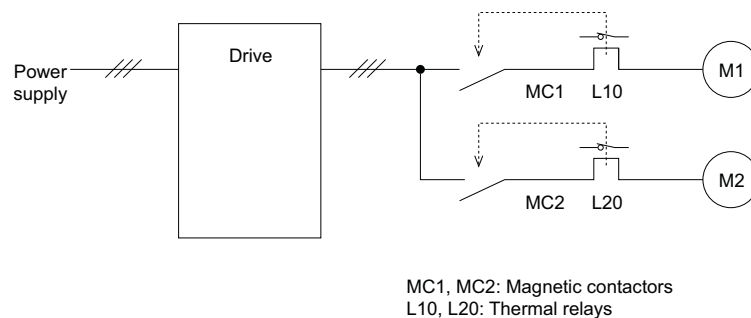 Power
supply
Drive
MC1
L10
M1
MC2
L20
M2
MC1, MC2: Magnetic contactors
L10, L20: Thermal relays